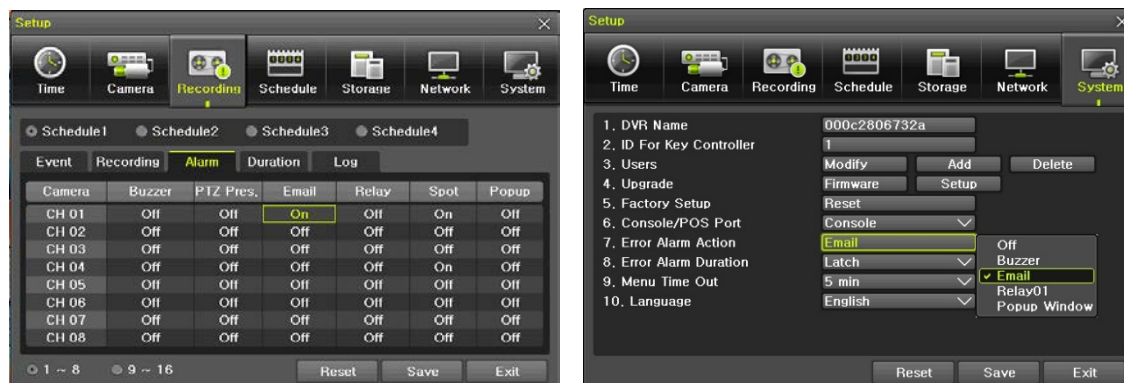 Setup
Time Camera Recording Schedule Storage Network System
Schedule1 Schedule2 Schedule3 Schedule4
Event Recording Alarm Duration Log
Camera Buzzer PTZ Pres. Email Relay Spot Popup
CH 01 Off Off On Off On Off
CH 02 Off Off Off Off Off Off
CH 03 Off Off Off Off Off Off
CH 04 Off Off Off Off On Off
CH 05 Off Off Off Off Off Off
CH 06 Off Off Off Off Off Off
CH 07 Off Off Off Off Off Off
CH 08 Off Off Off Off Off Off
1 ~ 8 9 ~ 16 Reset Save Exit
Setup
Time Camera Recording Schedule Storage Network System
1. DVR Name 000c2806732a
2. ID For Key Controller 1
3. Users Modify Add Delete
4. Upgrade Firmware Setup
5. Factory Setup Reset
6. Console/POS Port Console
7. Error Alarm Action Email
8. Error Alarm Duration Latch
9. Menu Time Out 5 min
10. Language English
Off
Buzzer
Email
Relay01
Popup Window
Reset Save Exit